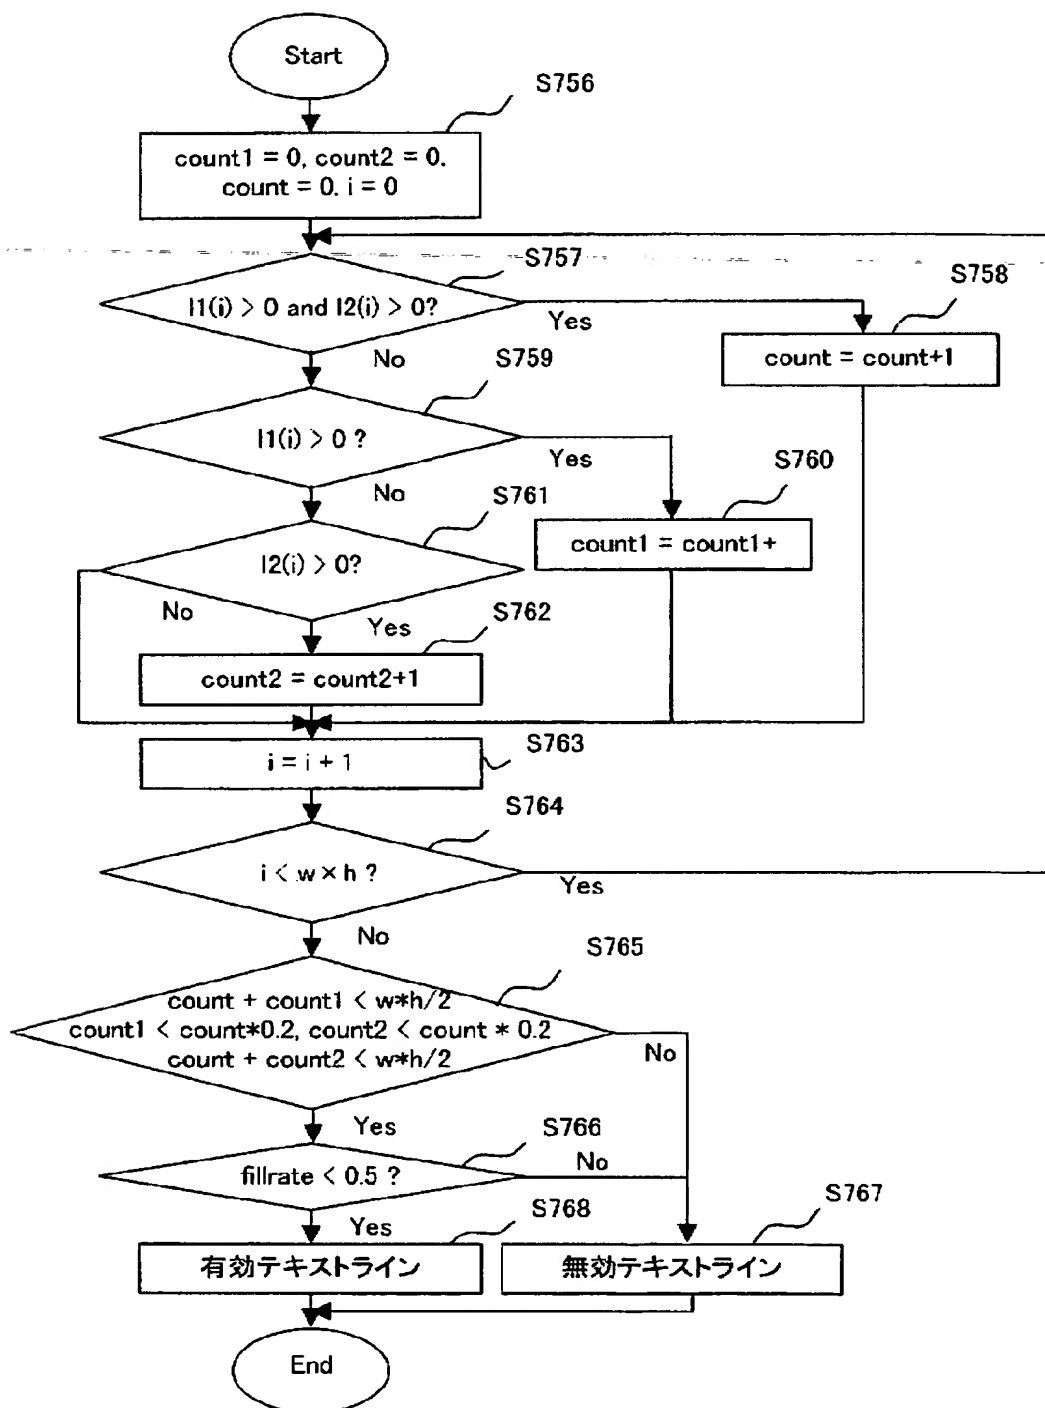 Start
S756
count1 = 0, count2 = 0.
count = 0. i = 0
S757
I1(i) > 0 and I2(i) > 0?
Yes
No
S758
count = count+1
S759
I1(i) > 0 ?
Yes
No
S760
count1 = count1+
S761
I2(i) > 0?
No
Yes
S762
count2 = count2+1
S763
i = i + 1
S764
i < w × h ?
Yes
No
S765
count + count1 < w*h/2
count1 < count*0.2, count2 < count * 0.2
count + count2 < w*h/2
No
Yes
S766
fillrate < 0.5 ?
No
Yes
S768
有効テキストライン
S767
無効テキストライン
End